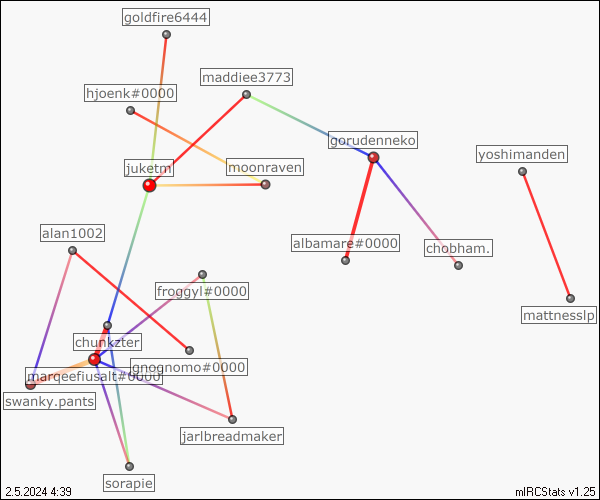 goldfire6444
maddiee3773
hjoenk#0000
gorudenneko
yoshimanden
juketm
moonraven
alan1002
albamare#0000
chobham.
froggyl#0000
mattnesslp
chunkzter
gnognomo#0000
marqeefiusalt#0000
swanky.pants
jarlbreadmaker
sorapie
2.5.2024 4:39
mIRCStats v1.25